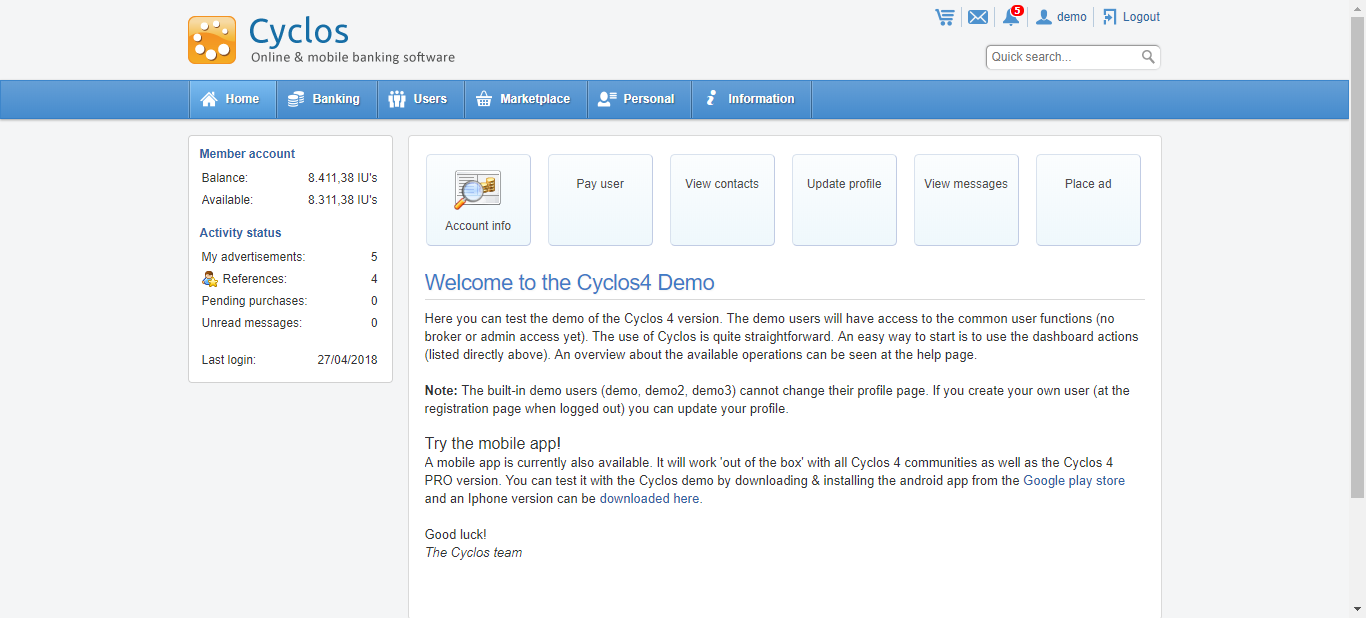 Cyclos
Online & mobile banking software
5
demo
Logout
Quick search...
Home
Banking
Users
Marketplace
Personal
Information
Member account
Balance: 8.411,38 IU's
Available: 8.311,38 IU's
Activity status
My advertisements: 5
References: 4
Pending purchases: 0
Unread messages: 0
Last login: 27/04/2018
Account info
Pay user
View contacts
Update profile
View messages
Place ad
Welcome to the Cyclos4 Demo
Here you can test the demo of the Cyclos 4 version. The demo users will have access to the common user functions (no
broker or admin access yet). The use of Cyclos is quite straightforward. An easy way to start is to use the dashboard actions
(listed directly above). An overview about the available operations can be seen at the help page.
Note: The built-in demo users (demo, demo2, demo3) cannot change their profile page. If you create your own user (at the
registration page when logged out) you can update your profile.
Try the mobile app!
A mobile app is currently also available. It will work 'out of the box' with all Cyclos 4 communities as well as the Cyclos 4
PRO version. You can test it with the Cyclos demo by downloading & installing the android app from the Google play store
and an Iphone version can be downloaded here.
Good luck!
The Cyclos team